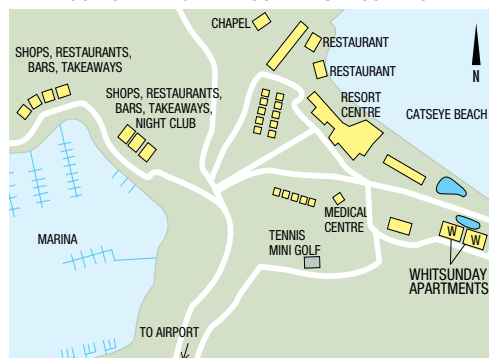 CHAPEL
RESTAURANT
RESTAURANT
SHOPS, RESTAURANTS,
BARS, TAKEAWAYS
SHOPS, RESTAURANTS,
BARS, TAKEAWAYS,
NIGHT CLUB
RESORT
CENTRE
N
CATSEYE BEACH
MEDICAL
CENTRE
TENNIS
MINI GOLF
MARINA
W
W
WHITSUNDAY
APARTMENTS
TO AIRPORT